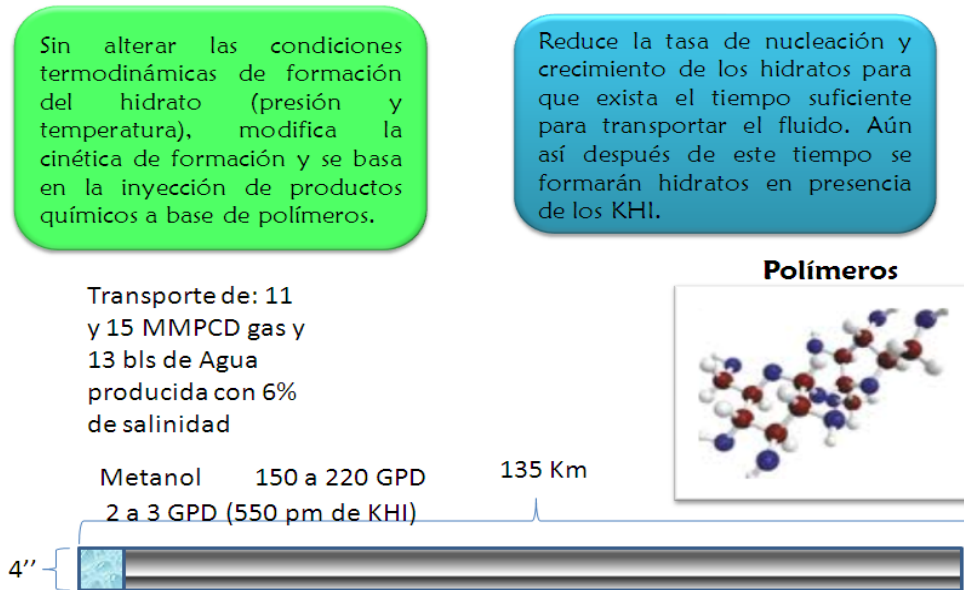 Sin alterar las condiciones
termodinámicas de formación
del hidrato (presión y
temperatura), modifica la
cinética de formación y se basa
en la inyección de productos
químicos a base de polímeros.
Reduce la tasa de nucleación y
crecimiento de los hidratos para
que exista el tiempo suficiente
para transportar el fluido. Aún
así después de este tiempo se
formarán hidratos en presencia
de los KHI.
Polímeros
Transporte de: 11
y 15 MMPCD gas y
13 bls de Agua
producida con 6%
de salinidad
Metanol 150 a 220 GPD
2 a 3 GPD (550 pm de KHI)
135 Km
4’’